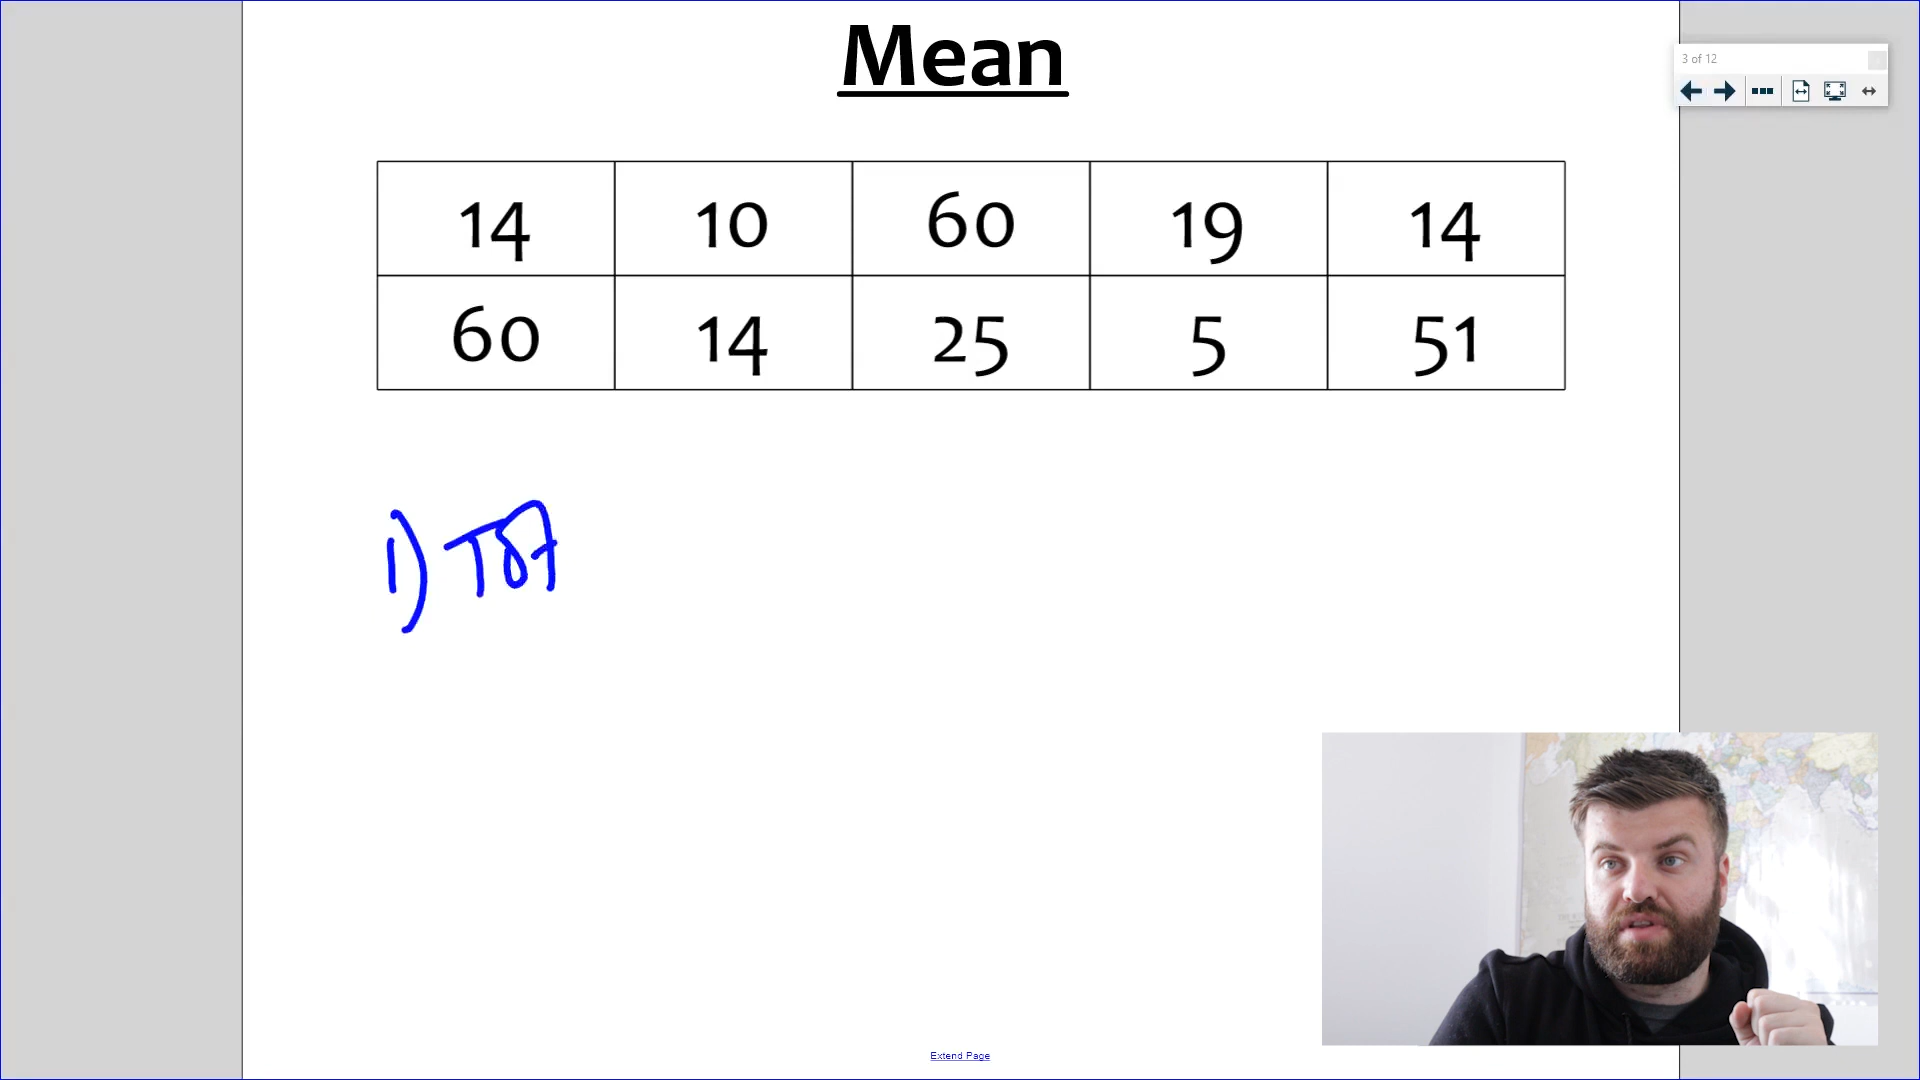 Mean
3 of 12
14 10 60 19 14
60 14 25 5 51
1) Tot
Extend Page